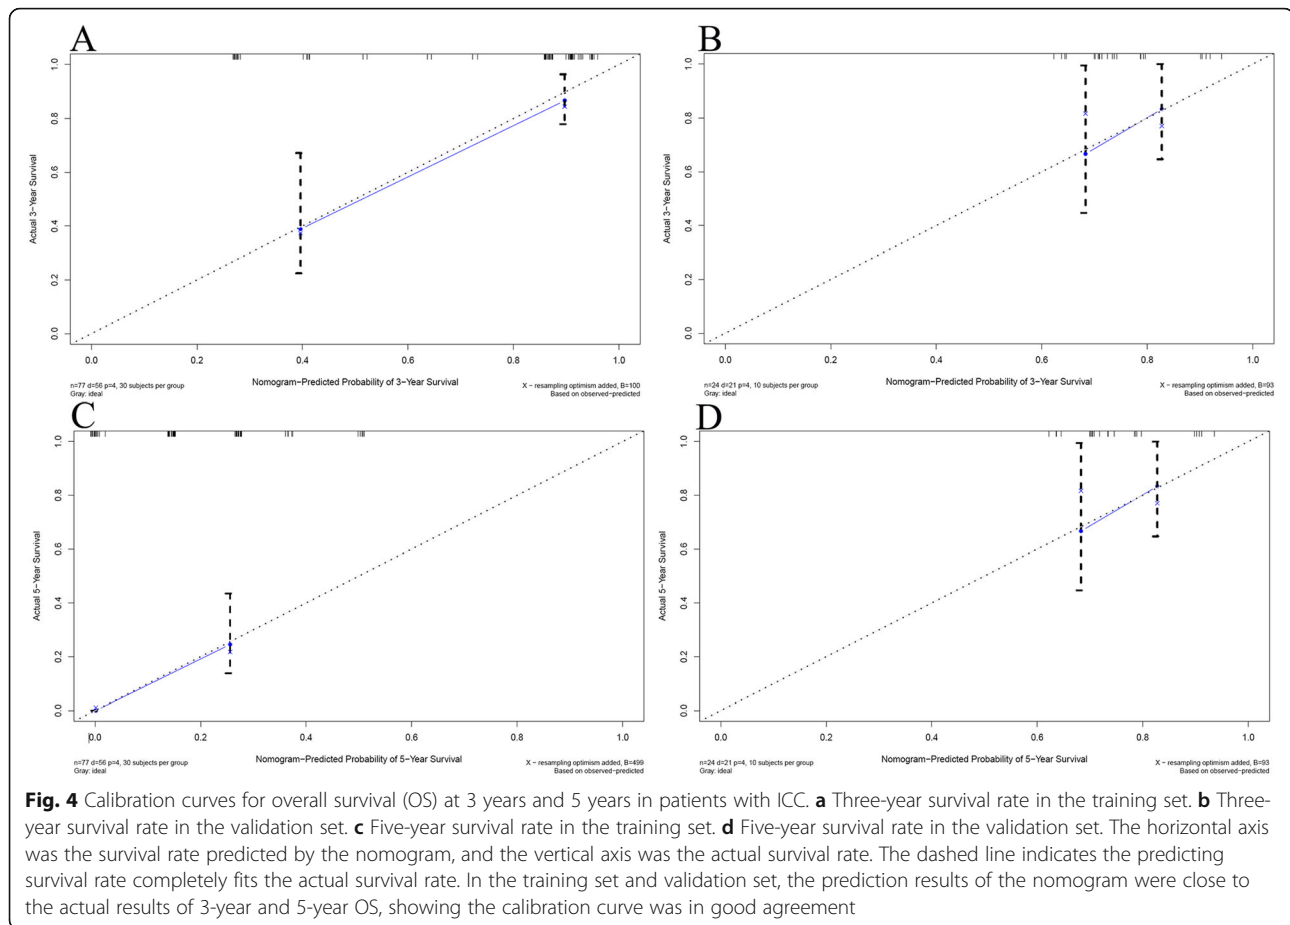 A
1.0
0.8
0.6
0.4
0.2
0.0
Actual 3−Year Survival
0.0 0.2 0.4 0.6 0.8 1.0
n=77 d=56 p=4, 30 subjects per group
Gray: ideal
Nomogram−Predicted Probability of 3−Year Survival
X − resampling optimism added, B=100
Based on observed−predicted
B
1.0
0.8
0.6
0.4
0.2
0.0
Actual 3−Year Survival
0.0 0.2 0.4 0.6 0.8 1.0
n=24 d=21 p=4, 10 subjects per group
Gray: ideal
Nomogram−Predicted Probability of 3−Year Survival
X − resampling optimism added, B=93
Based on observed−predicted
C
1.0
0.8
0.6
0.4
0.2
0.0
Actual 5−Year Survival
0.0 0.2 0.4 0.6 0.8 1.0
n=77 d=56 p=4, 30 subjects per group
Gray: ideal
Nomogram−Predicted Probability of 5−Year Survival
X − resampling optimism added, B=499
Based on observed−predicted
D
1.0
0.8
0.6
0.4
0.2
0.0
Actual 5−Year Survival
0.0 0.2 0.4 0.6 0.8 1.0
n=24 d=21 p=4, 10 subjects per group
Gray: ideal
Nomogram−Predicted Probability of 5−Year Survival
X − resampling optimism added, B=93
Based on observed−predicted
Fig. 4 Calibration curves for overall survival (OS) at 3 years and 5 years in patients with ICC. a Three-year survival rate in the training set. b Three-
year survival rate in the validation set. c Five-year survival rate in the training set. d Five-year survival rate in the validation set. The horizontal axis
was the survival rate predicted by the nomogram, and the vertical axis was the actual survival rate. The dashed line indicates the predicting
survival rate completely fits the actual survival rate. In the training set and validation set, the prediction results of the nomogram were close to
the actual results of 3-year and 5-year OS, showing the calibration curve was in good agreement